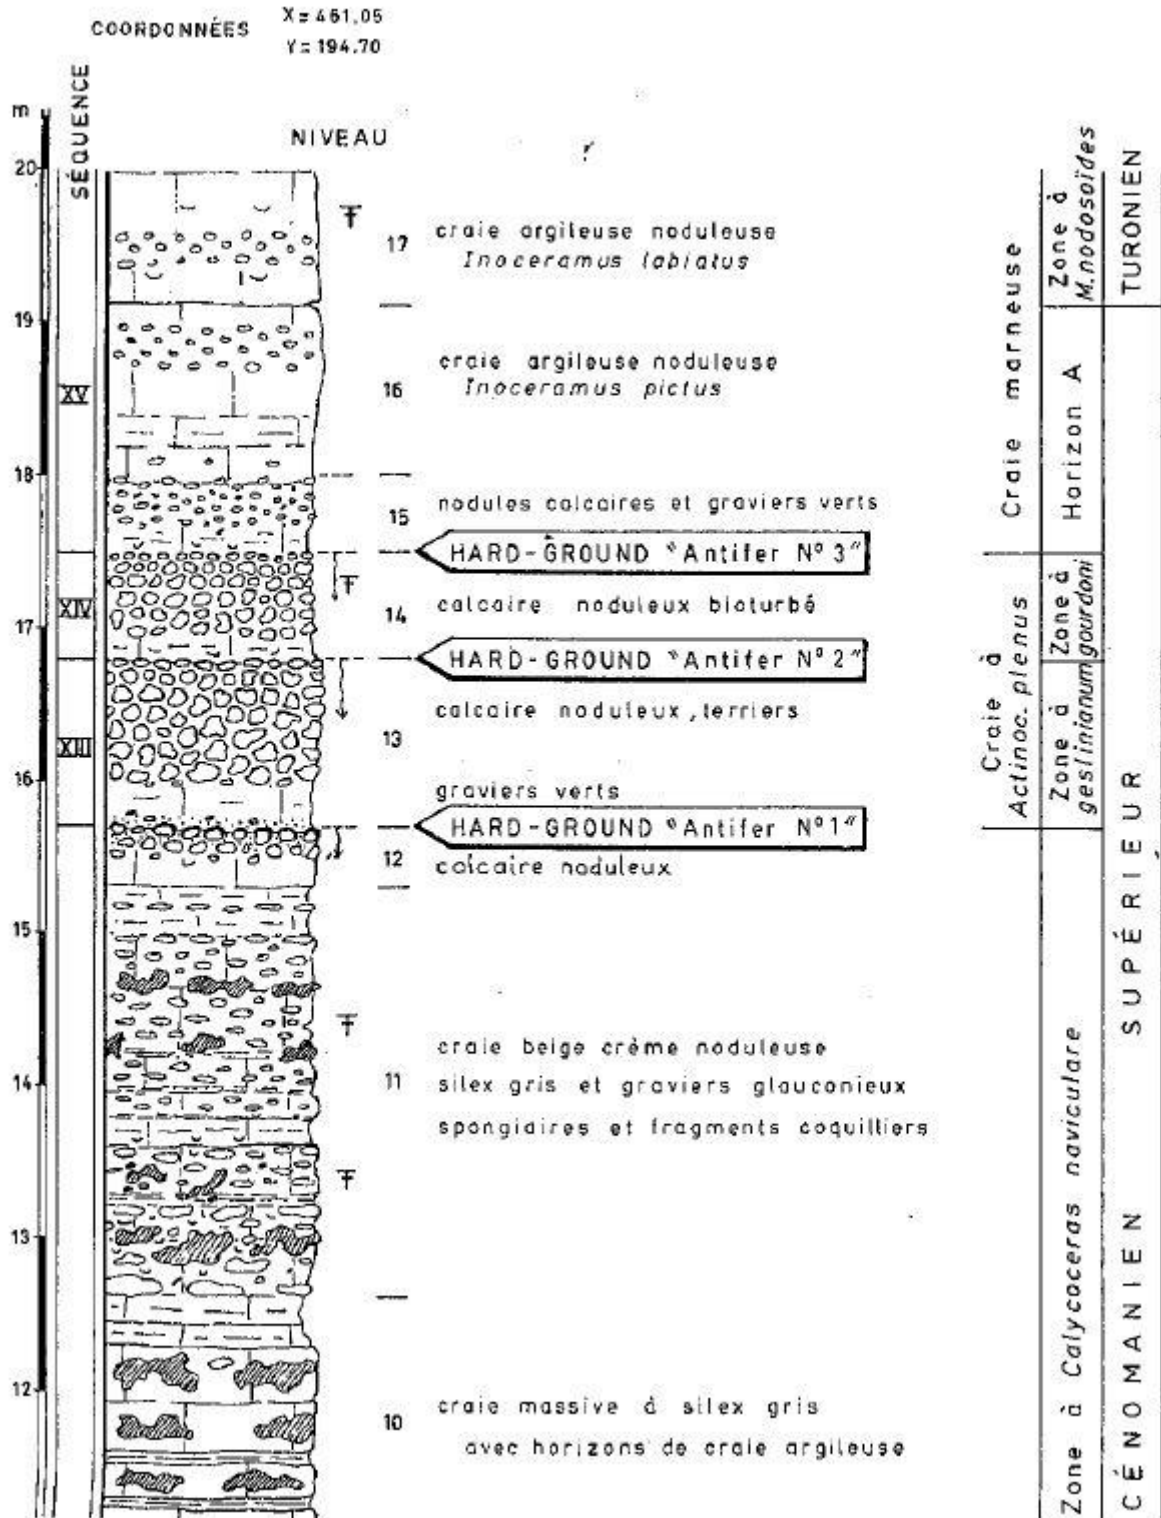 COORDONNÉES
X = 461.05
Y = 194.70
m
SÉQUENCE
NIVEAU
20
17
craie argileuse noduleuse
Inoceramus labiatus
19
craie argileuse noduleuse
16
Inoceramus pictus
XV
18
nodules calcaires et graviers verts
15
HARD-GROUND "Antifer N° 3"
XIV
14
calcaire noduleux bioturbé
17
HARD-GROUND "Antifer N° 2"
calcaire noduleux, terriers
13
XIII
16
graviers verts
HARD-GROUND "Antifer N° 1"
12
calcaire noduleux
15
craie beige crème noduleuse
14
11
silex gris et graviers glauconieux
spongiaires et fragments coquilliers
13
12
craie massive à silex gris
10
avec horizons de craie argileuse
Craie marneuse
Craie à
Actinoc. plenus
Zone à
M. nodosoïdes
Horizon A
Zone à
gourdoni
Zone à
geslinianum
Zone à Calycoceras naviculare
TURONIEN
CÉNOMANIEN SUPÉRIEUR